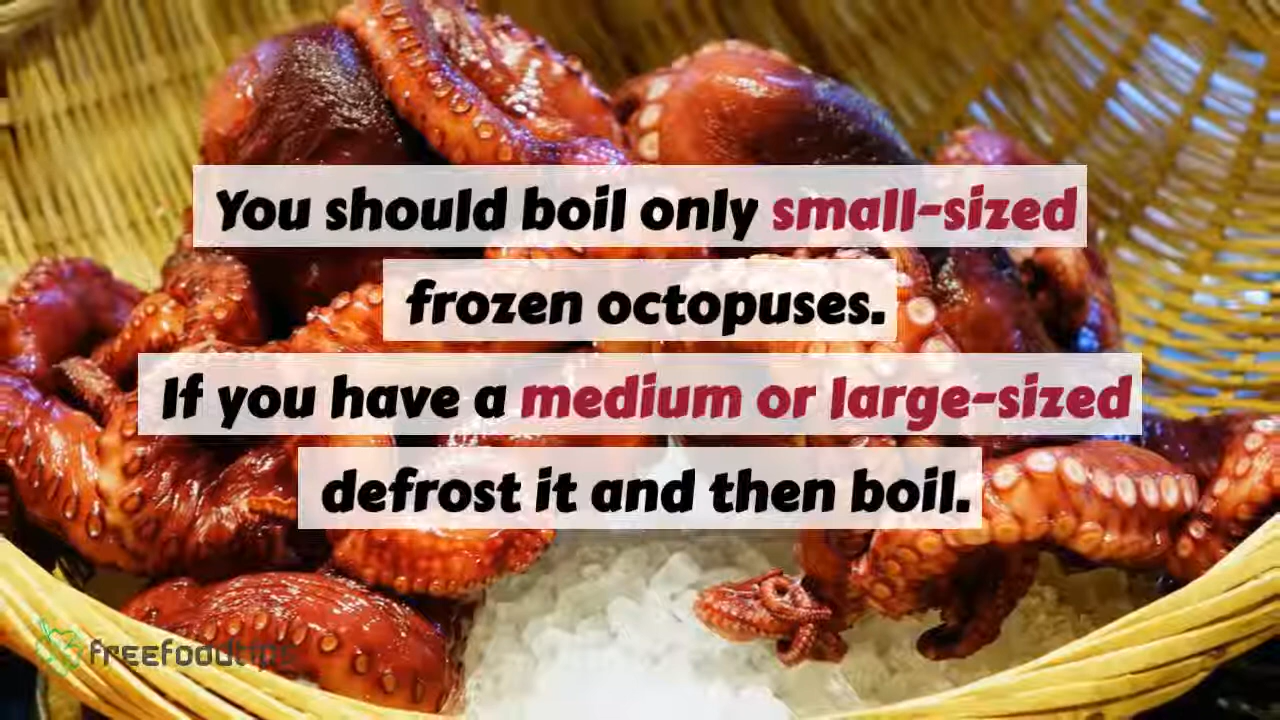 You should boil only small-sized
frozen octopuses.
If you have a medium or large-sized
defrost it and then boil.
freefoodtips